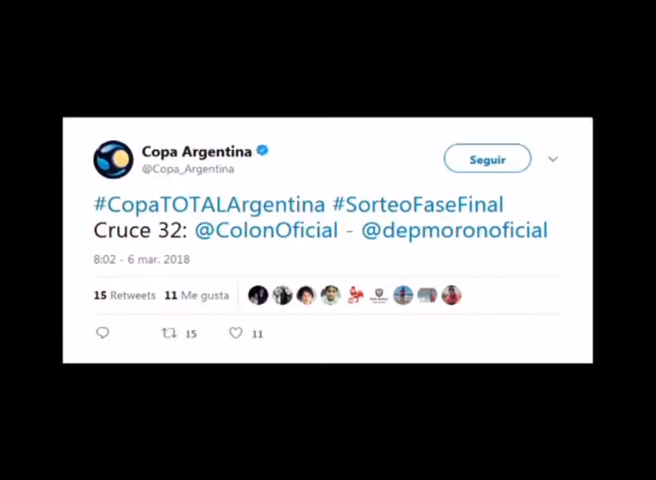 Copa Argentina
@Copa_Argentina
Seguir
#CopaTOTALArgentina #SorteoFaseFinal
Cruce 32: @ColonOficial - @depmoronoficial
8:02 - 6 mar. 2018
15 Retweets 11 Me gusta
15 11